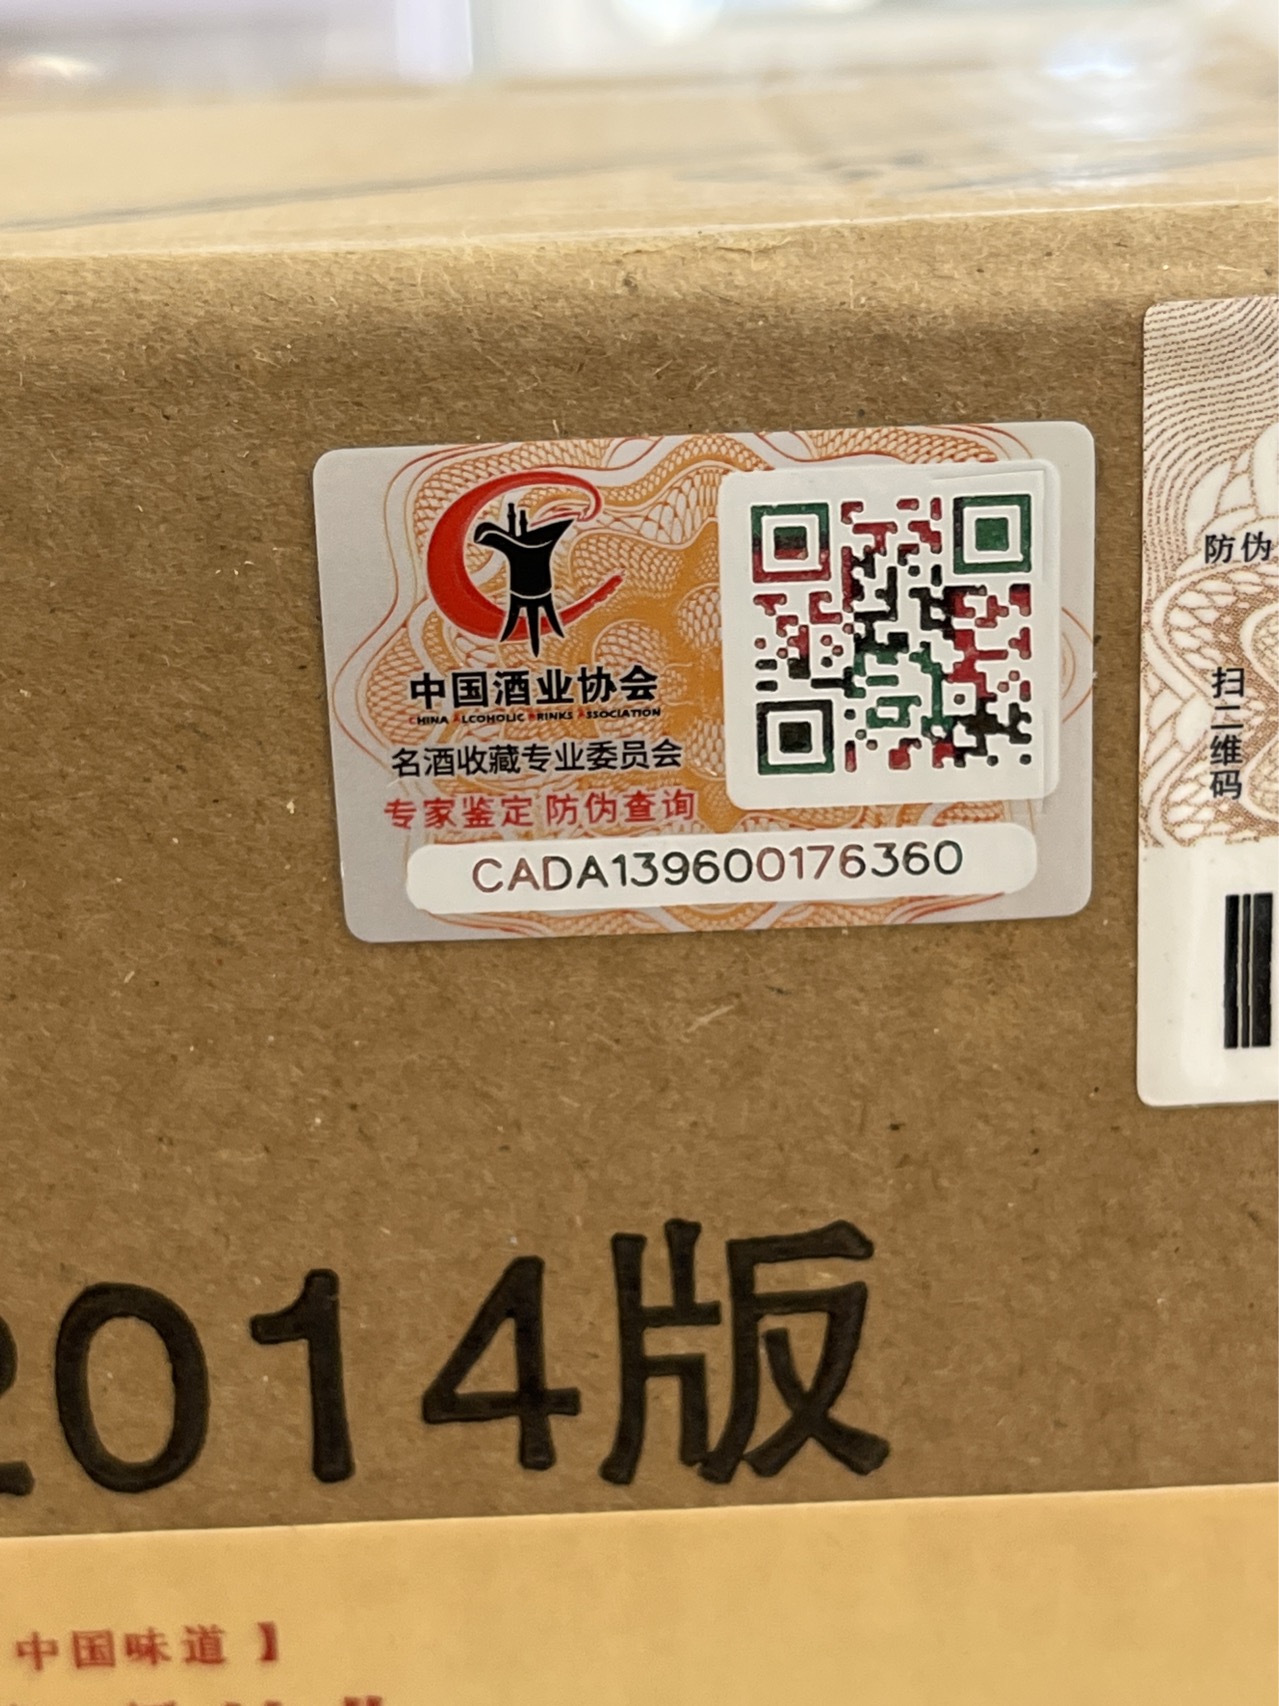 中国酒业协会
CHINA ALCOHOLIC DRINKS ASSOCIATION
名酒收藏专业委员会
专家鉴定 防伪查询
CADA139600176360
防伪
扫二维码
2014版
中国味道】